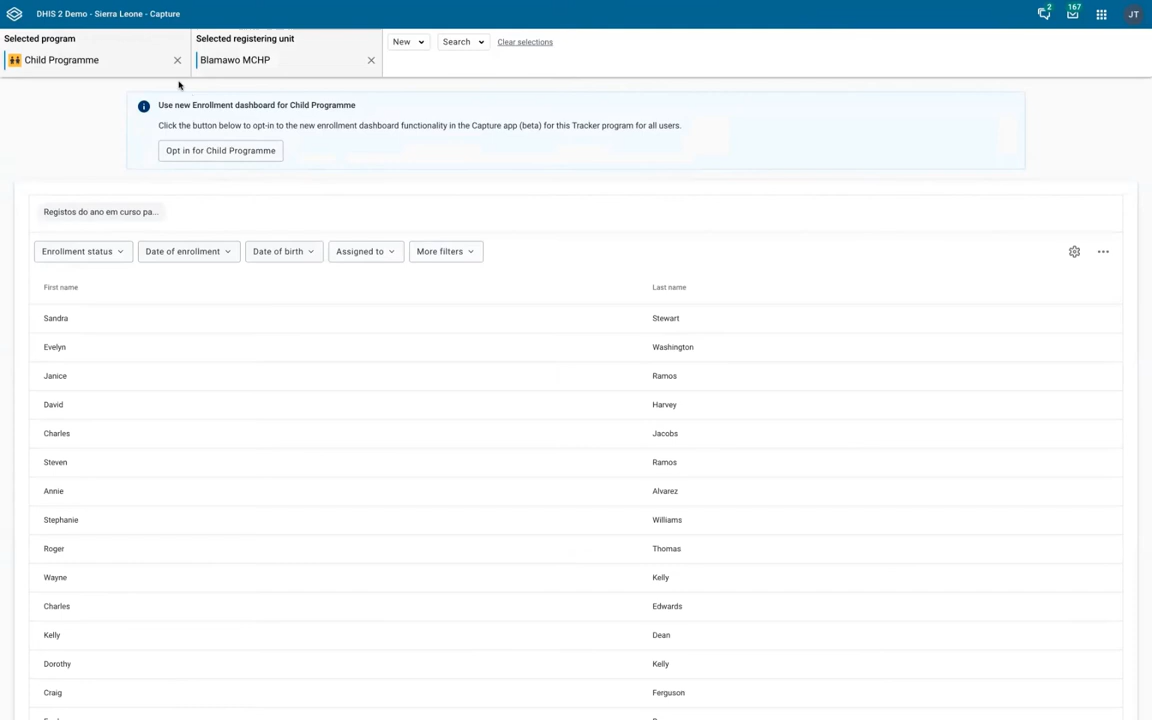 DHIS 2 Demo - Sierra Leone - Capture
2
167
JT
Selected program
Child Programme
Selected registering unit
Blamawo MCHP
New
Search
Clear selections
Use new Enrollment dashboard for Child Programme
Click the button below to opt-in to the new enrollment dashboard functionality in the Capture app (beta) for this Tracker program for all users.
Opt in for Child Programme
Registos do ano em curso pa...
Enrollment status
Date of enrollment
Date of birth
Assigned to
More filters
First name Last name
Sandra Stewart
Evelyn Washington
Janice Ramos
David Harvey
Charles Jacobs
Steven Ramos
Annie Alvarez
Stephanie Williams
Roger Thomas
Wayne Kelly
Charles Edwards
Kelly Dean
Dorothy Kelly
Craig Ferguson